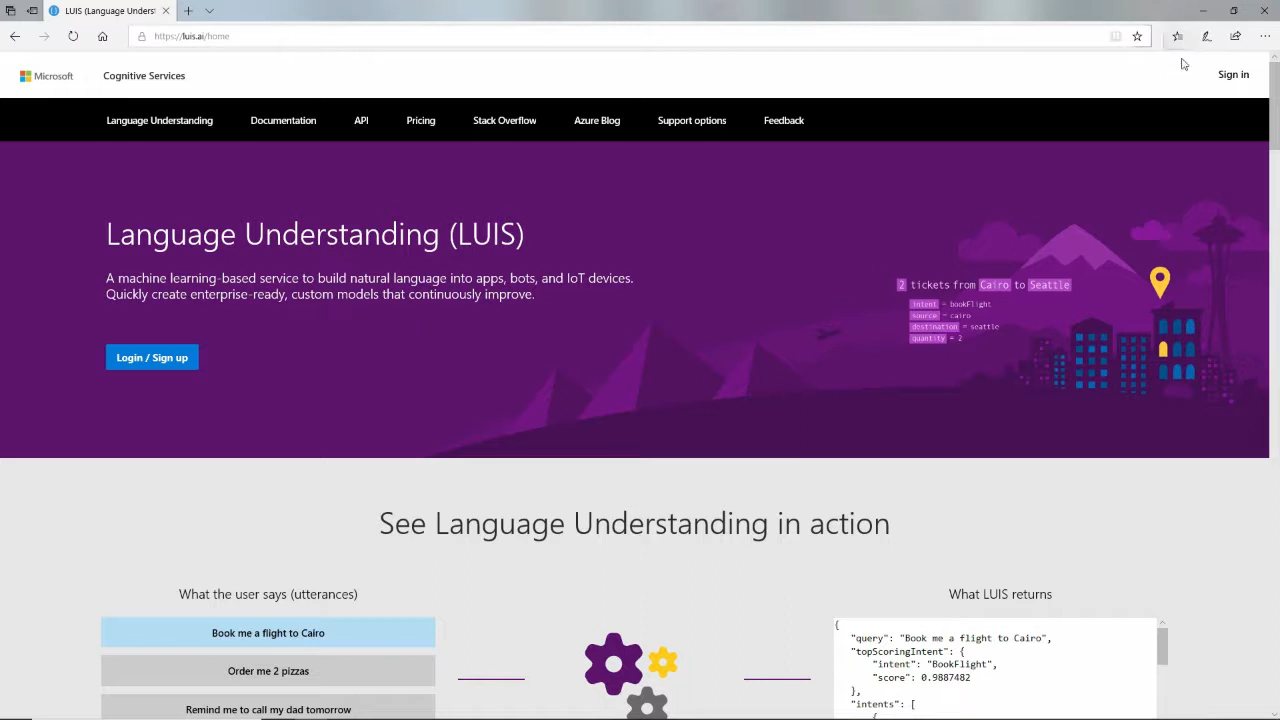 LUIS (Language Underst
https://luis.ai/home
Microsoft
Cognitive Services
Sign in
Language Understanding
Documentation
API
Pricing
Stack Overflow
Azure Blog
Support options
Feedback
Language Understanding (LUIS)
A machine learning-based service to build natural language into apps, bots, and IoT devices.
Quickly create enterprise-ready, custom models that continuously improve.
Login / Sign up
2 tickets from Cairo to Seattle
intent = bookFlight
source = cairo
destination = seattle
quantity = 2
See Language Understanding in action
What the user says (utterances)
Book me a flight to Cairo
Order me 2 pizzas
Remind me to call my dad tomorrow
What LUIS returns
{
"query": "Book me a flight to Cairo",
"topScoringIntent": {
"intent": "BookFlight",
"score": 0.9887482
},
"intents": [
{